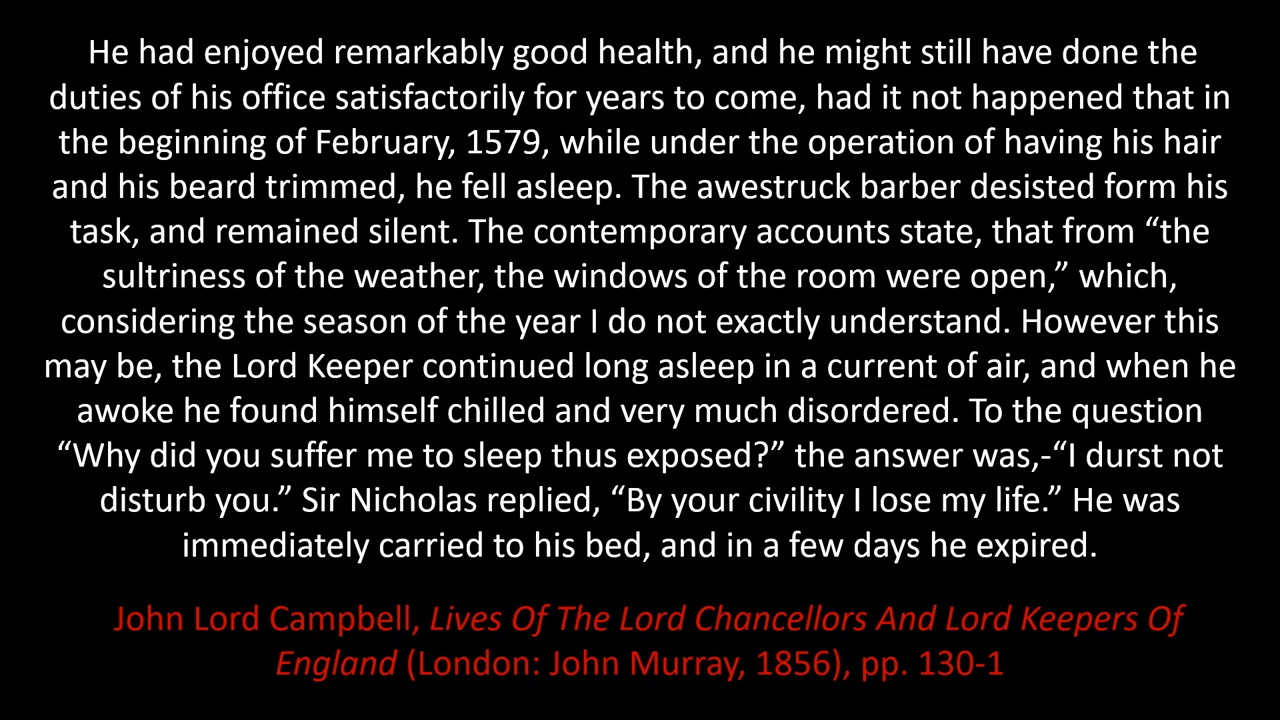 He had enjoyed remarkably good health, and he might still have done the
duties of his office satisfactorily for years to come, had it not happened that in
the beginning of February, 1579, while under the operation of having his hair
and his beard trimmed, he fell asleep. The awestruck barber desisted form his
task, and remained silent. The contemporary accounts state, that from “the
sultriness of the weather, the windows of the room were open,” which,
considering the season of the year I do not exactly understand. However this
may be, the Lord Keeper continued long asleep in a current of air, and when he
awoke he found himself chilled and very much disordered. To the question
“Why did you suffer me to sleep thus exposed?” the answer was,-“I durst not
disturb you.” Sir Nicholas replied, “By your civility I lose my life.” He was
immediately carried to his bed, and in a few days he expired.
John Lord Campbell, Lives Of The Lord Chancellors And Lord Keepers Of
England (London: John Murray, 1856), pp. 130-1